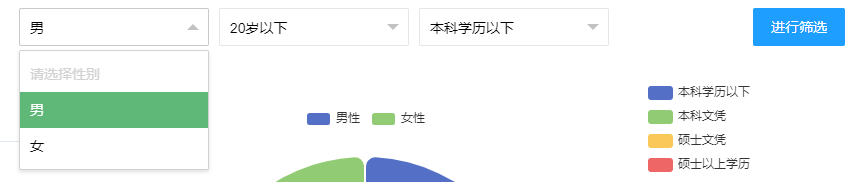 男
20岁以下
本科学历以下
进行筛选
请选择性别
男
女
男性
女性
本科学历以下
本科文凭
硕士文凭
硕士以上学历